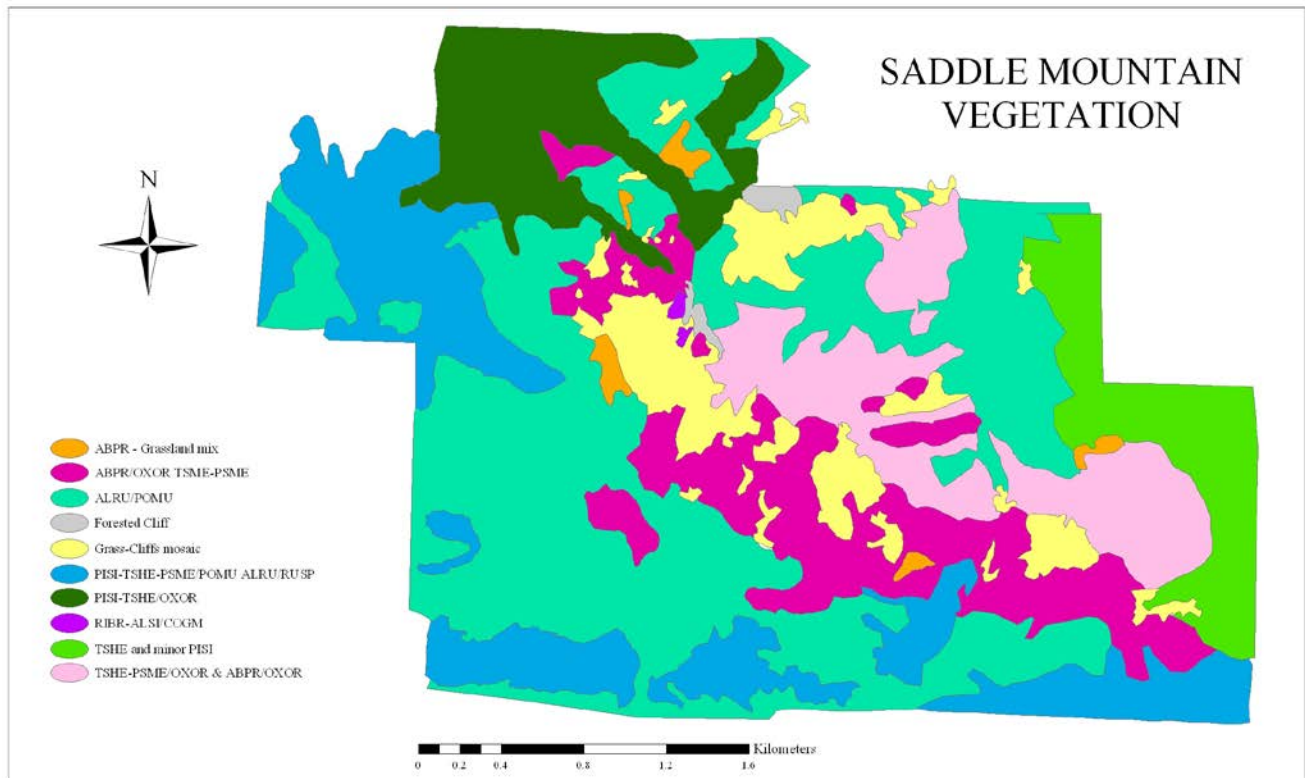 SADDLE MOUNTAIN
VEGETATION
N
ABPR - Grassland mix
ABPR/OXOR TSME-PSME
ALRU/POMU
Forested Cliff
Grass-Cliffs mosaic
PISI-TSHE-PSME/POMU ALRU/RUSP
PISI-TSHE/OXOR
RIBR-ALSI/COGM
TSHE and minor PISI
TSHE-PSME/OXOR & ABPR/OXOR
Kilometers
0 0.2 0.4 0.8 1.2 1.6